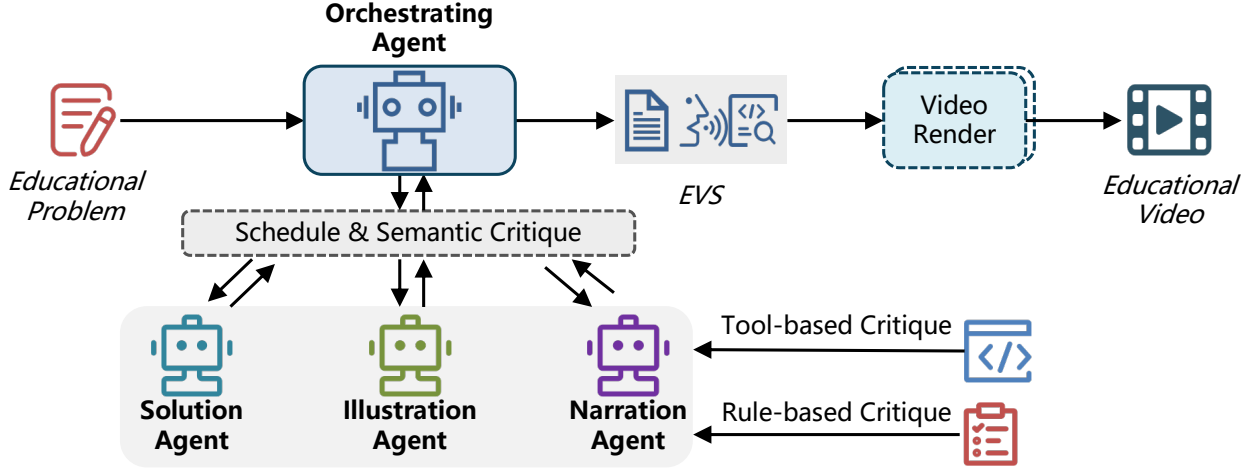 Orchestrating
Agent
Educational
Problem
</>
EVS
Video
Render
Educational
Video
Schedule & Semantic Critique
Solution
Agent
Illustration
Agent
Narration
Agent
Tool-based Critique
</>
Rule-based Critique